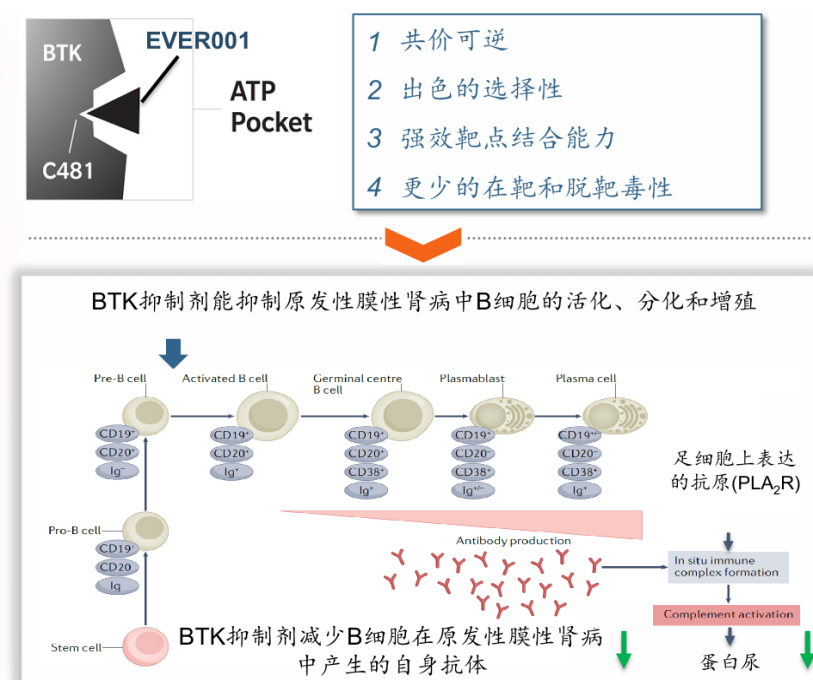 BTK
EVER001
C481
ATP
Pocket
1 共价可逆
2 出色的选择性
3 强效靶点结合能力
4 更少的在靶和脱靶毒性
BTK抑制剂能抑制原发性膜性肾病中B细胞的活化、分化和增殖
Pre-B cell
Activated B cell
Germinal centre
B cell
Plasmablast
Plasma cell
CD19⁺
CD20⁺
Ig⁻
CD19⁺
CD20⁺
Ig⁺
CD19⁺
CD20⁺
CD38⁺
Ig⁺
CD19⁺
CD20⁻
CD38⁺
Ig⁺/⁻
CD19⁺/⁻
CD20⁻
CD38⁺
Ig⁺
足细胞上表达
的抗原(PLA₂R)
Pro-B cell
CD19
CD20
Ig
Antibody production
In situ immune
complex formation
Complement activation
Stem cell
BTK抑制剂减少B细胞在原发性膜性肾病
中产生的自身抗体
蛋白尿